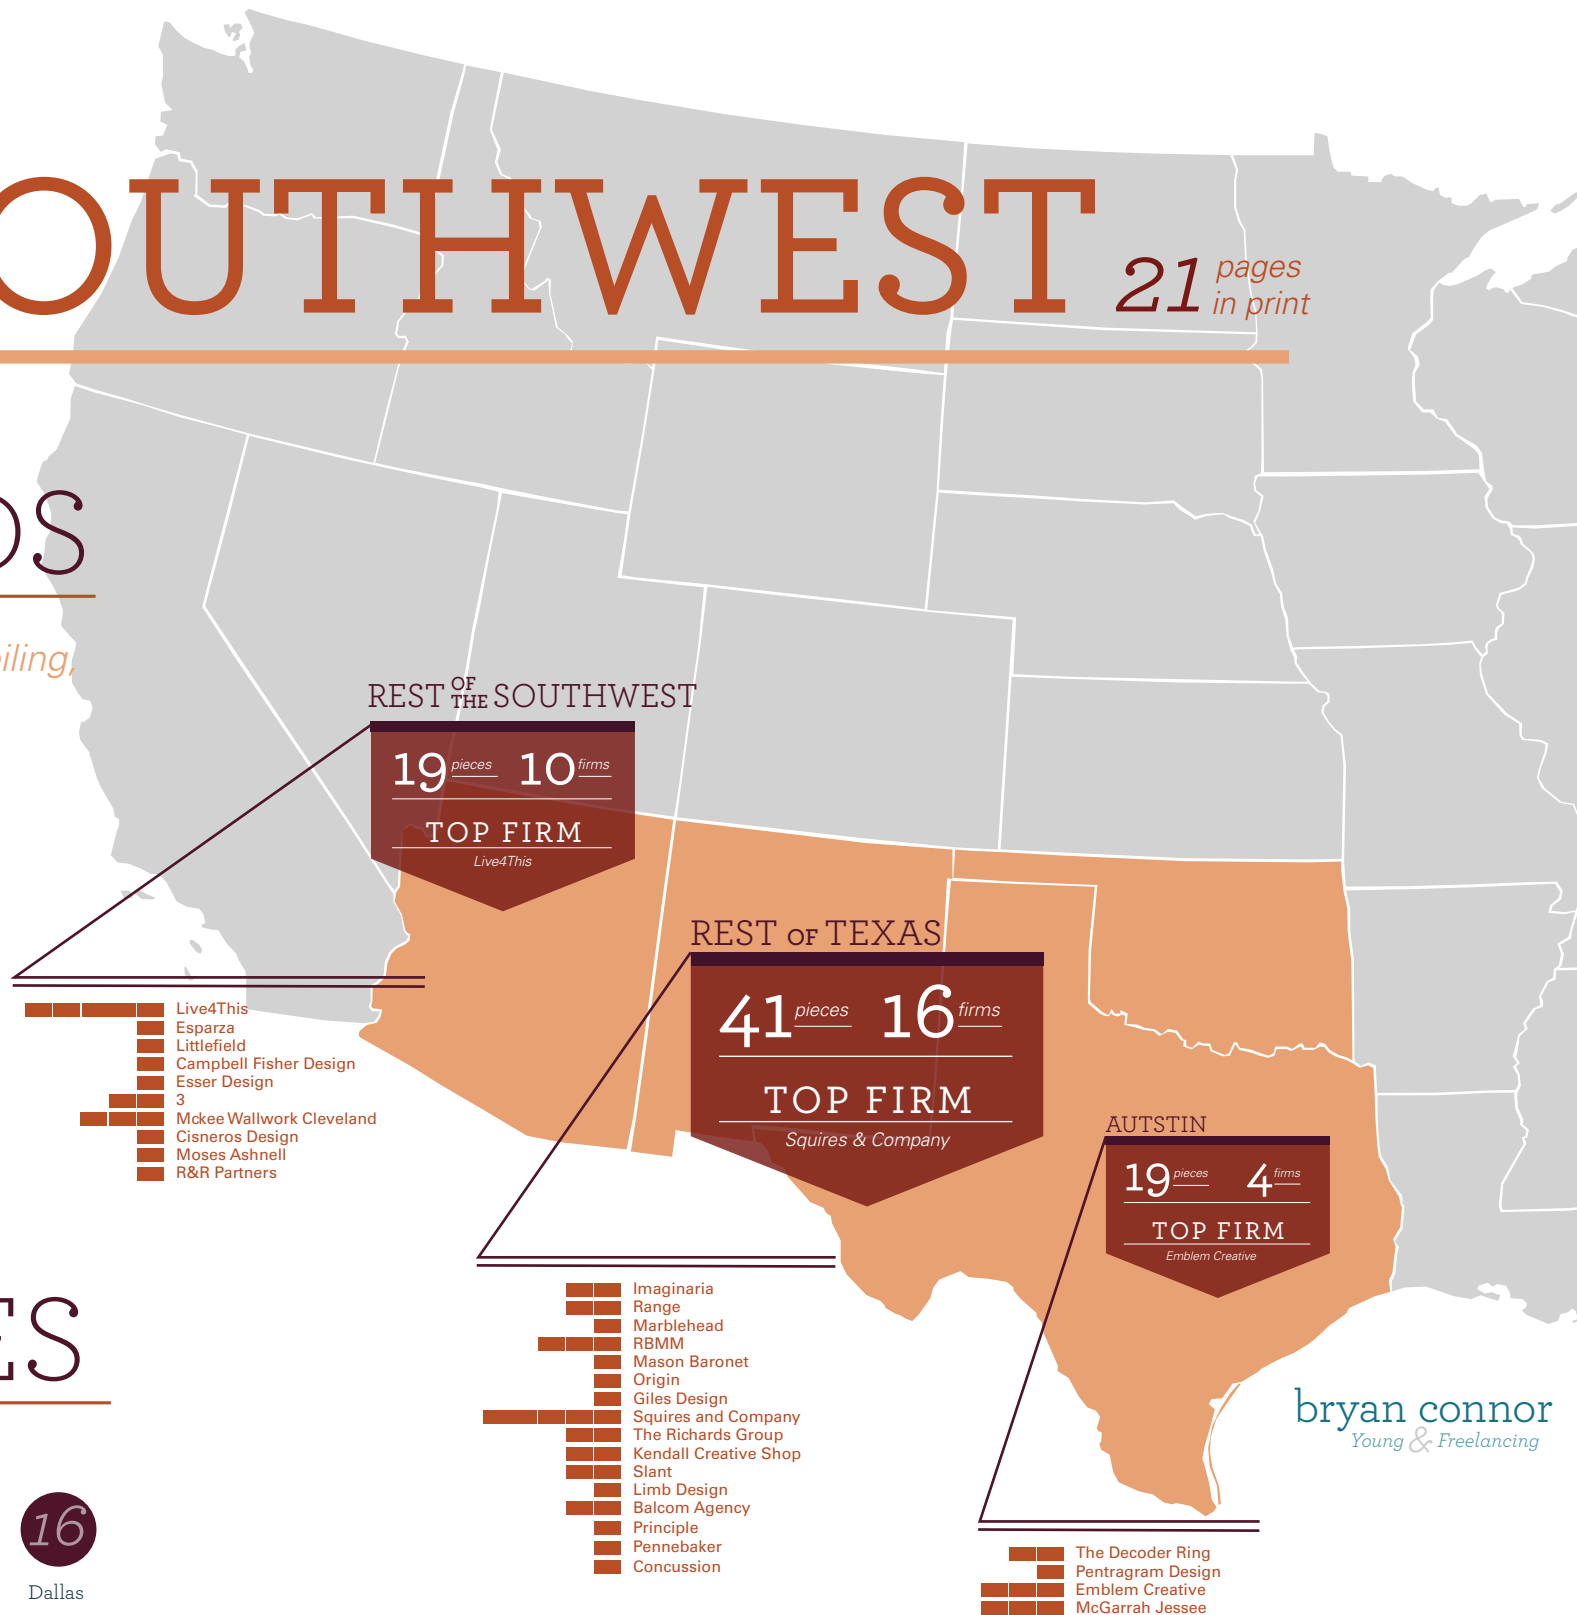 OUTHWEST 21 pages
in print
OS
iling,
REST OF THE SOUTHWEST
19 pieces 10 firms
TOP FIRM
Live4This
REST OF TEXAS
41 pieces 16 firms
TOP FIRM
Squires & Company
AUTSTIN
19 pieces 4 firms
TOP FIRM
Emblem Creative
Live4This
Esparza
Littlefield
Campbell Fisher Design
Esser Design
3
Mckee Wallwork Cleveland
Cisneros Design
Moses Ashnell
R&R Partners
Imaginaria
Range
Marblehead
RBMM
Mason Baronet
Origin
Giles Design
Squires and Company
The Richards Group
Kendall Creative Shop
Slant
Limb Design
Balcom Agency
Principle
Pennebaker
Concussion
ES
16
Dallas
The Decoder Ring
Pentragram Design
Emblem Creative
McGarrah Jessee
bryan connor
Young & Freelancing